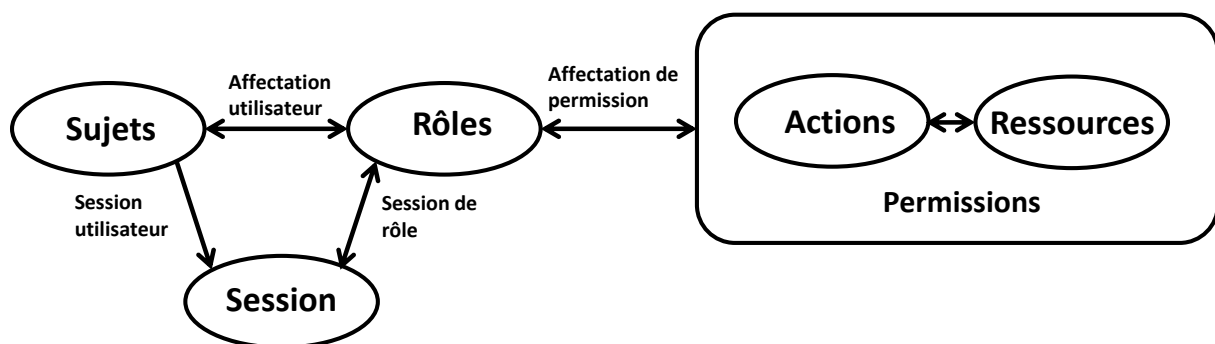 Affectation
utilisateur
Affectation de
permission
Sujets
Rôles
Actions
Ressources
Session
utilisateur
Session de
rôle
Permissions
Session